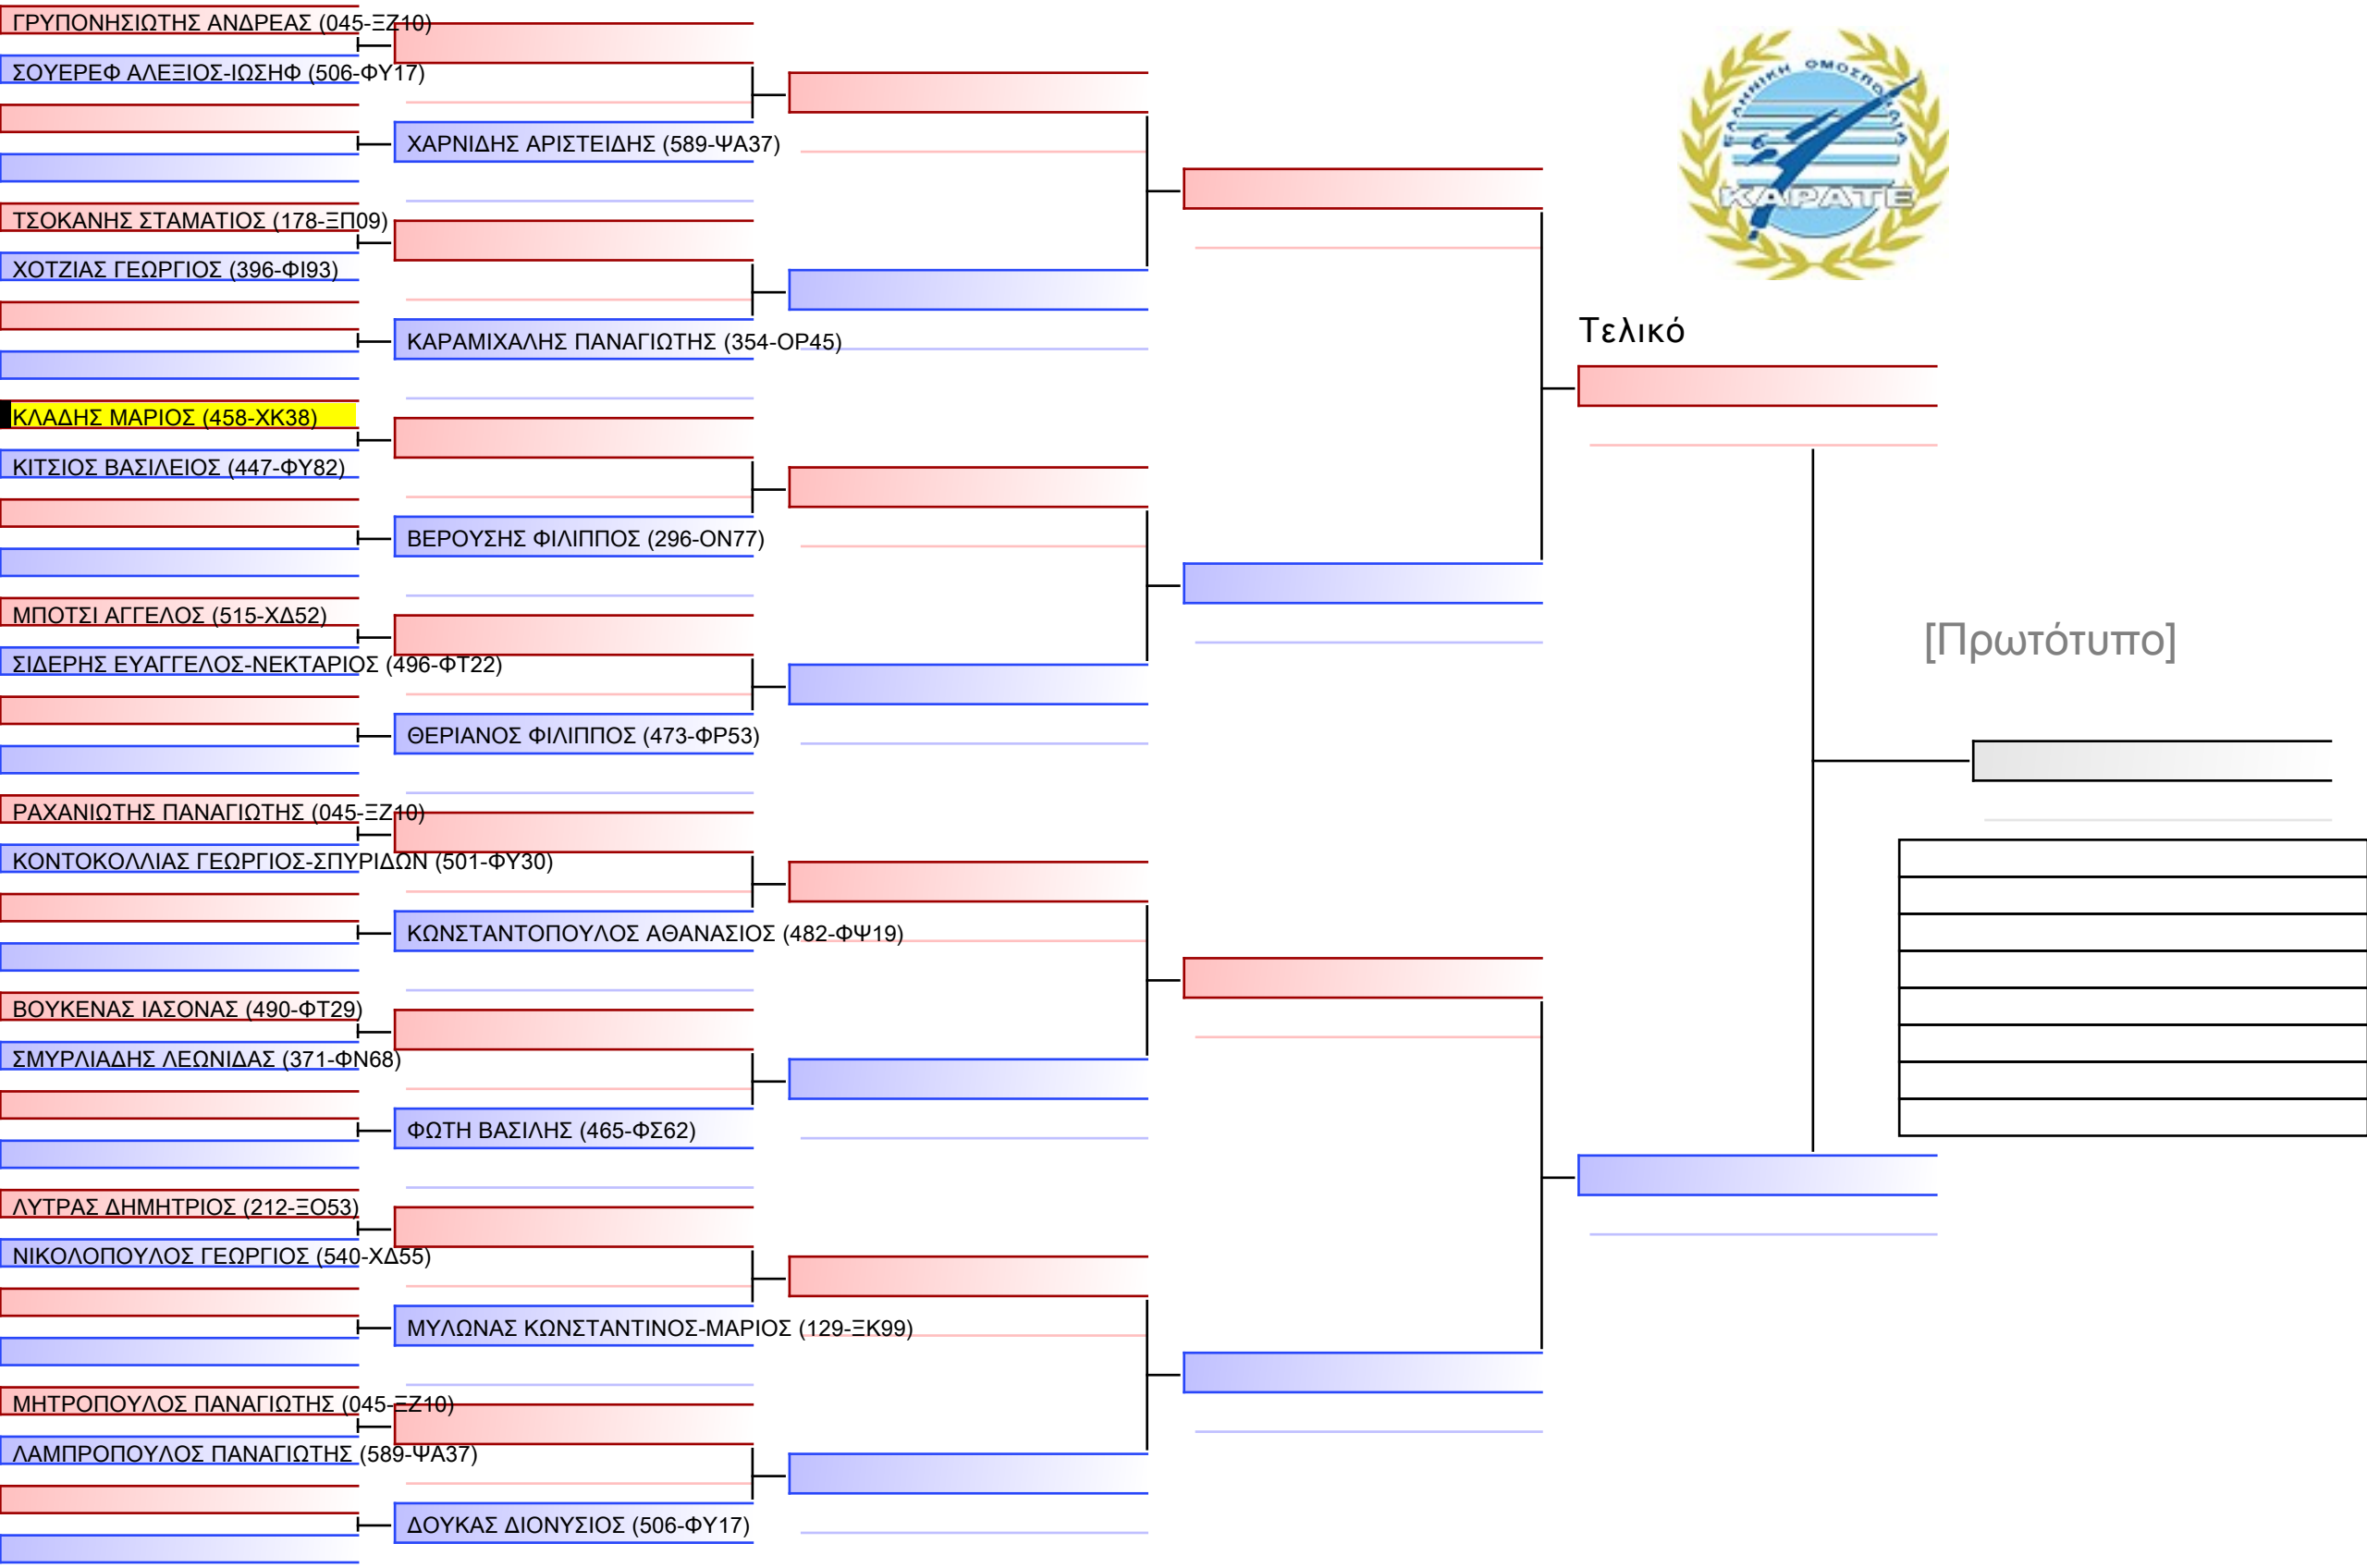 ΓΡΥΠΟΝΗΣΙΩΤΗΣ ΑΝΔΡΕΑΣ (045-ΞΖ10)
ΣΟΥΕΡΕΦ ΑΛΕΞΙΟΣ-ΙΩΣΗΦ (506-ΦΥ17)
ΧΑΡΝΙΔΗΣ ΑΡΙΣΤΕΙΔΗΣ (589-ΨΑ37)
ΤΣΟΚΑΝΗΣ ΣΤΑΜΑΤΙΟΣ (178-ΞΠ09)
ΧΟΤΖΙΑΣ ΓΕΩΡΓΙΟΣ (396-ΦΙ93)
ΚΑΡΑΜΙΧΑΛΗΣ ΠΑΝΑΓΙΩΤΗΣ (354-ΟΡ45)
ΚΛΑΔΗΣ ΜΑΡΙΟΣ (458-ΧΚ38)
ΚΙΤΣΙΟΣ ΒΑΣΙΛΕΙΟΣ (447-ΦΥ82)
ΒΕΡΟΥΣΗΣ ΦΙΛΙΠΠΟΣ (296-ΟΝ77)
ΜΠΟΤΣΙ ΑΓΓΕΛΟΣ (515-ΧΔ52)
ΣΙΔΕΡΗΣ ΕΥΑΓΓΕΛΟΣ-ΝΕΚΤΑΡΙΟΣ (496-ΦΤ22)
ΘΕΡΙΑΝΟΣ ΦΙΛΙΠΠΟΣ (473-ΦΡ53)
ΡΑΧΑΝΙΩΤΗΣ ΠΑΝΑΓΙΩΤΗΣ (045-ΞΖ10)
ΚΟΝΤΟΚΟΛΛΙΑΣ ΓΕΩΡΓΙΟΣ-ΣΠΥΡΙΔΩΝ (501-ΦΥ30)
ΚΩΝΣΤΑΝΤΟΠΟΥΛΟΣ ΑΘΑΝΑΣΙΟΣ (482-ΦΨ19)
ΒΟΥΚΕΝΑΣ ΙΑΣΟΝΑΣ (490-ΦΤ29)
ΣΜΥΡΛΙΑΔΗΣ ΛΕΩΝΙΔΑΣ (371-ΦΝ68)
ΦΩΤΗ ΒΑΣΙΛΗΣ (465-ΦΣ62)
ΛΥΤΡΑΣ ΔΗΜΗΤΡΙΟΣ (212-ΞΟ53)
ΝΙΚΟΛΟΠΟΥΛΟΣ ΓΕΩΡΓΙΟΣ (540-ΧΔ55)
ΜΥΛΩΝΑΣ ΚΩΝΣΤΑΝΤΙΝΟΣ-ΜΑΡΙΟΣ (129-ΞΚ99)
ΜΗΤΡΟΠΟΥΛΟΣ ΠΑΝΑΓΙΩΤΗΣ (045-ΞΖ10)
ΛΑΜΠΡΟΠΟΥΛΟΣ ΠΑΝΑΓΙΩΤΗΣ (589-ΨΑ37)
ΔΟΥΚΑΣ ΔΙΟΝΥΣΙΟΣ (506-ΦΥ17)
ΕΛΛΗΝΙΚΗ ΟΜΟΣΠΟΝΔΙΑ
ΚΑΡΑΤΕ
Τελικό
[Πρωτότυπο]